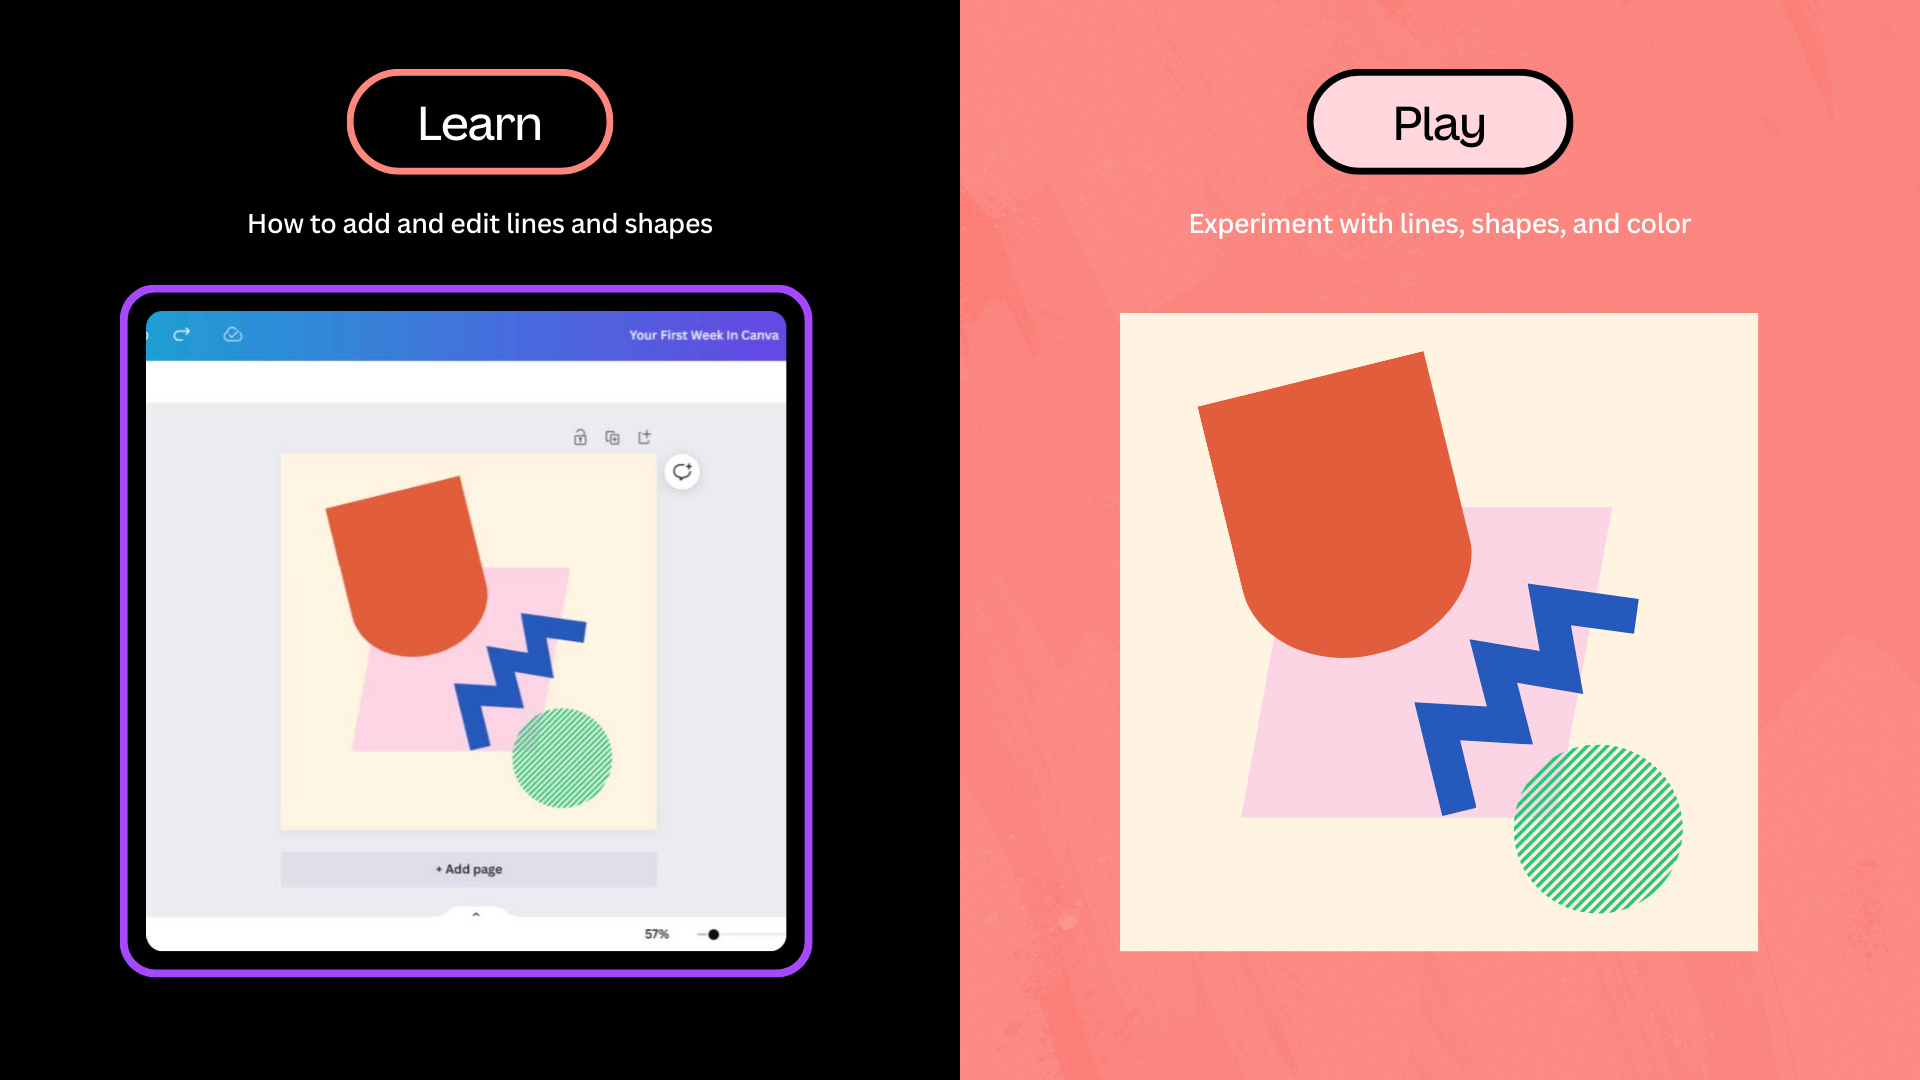 Learn
How to add and edit lines and shapes
Your First Week In Canva
+ Add page
57%
Play
Experiment with lines, shapes, and color